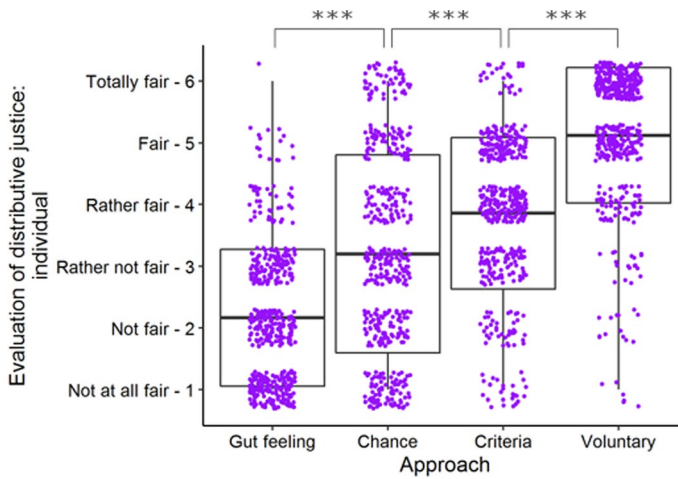 *** *** ***
Evaluation of distributive justice:
individual
Totally fair - 6
Fair - 5
Rather fair - 4
Rather not fair - 3
Not fair - 2
Not at all fair - 1
Gut feeling Chance Criteria Voluntary
Approach